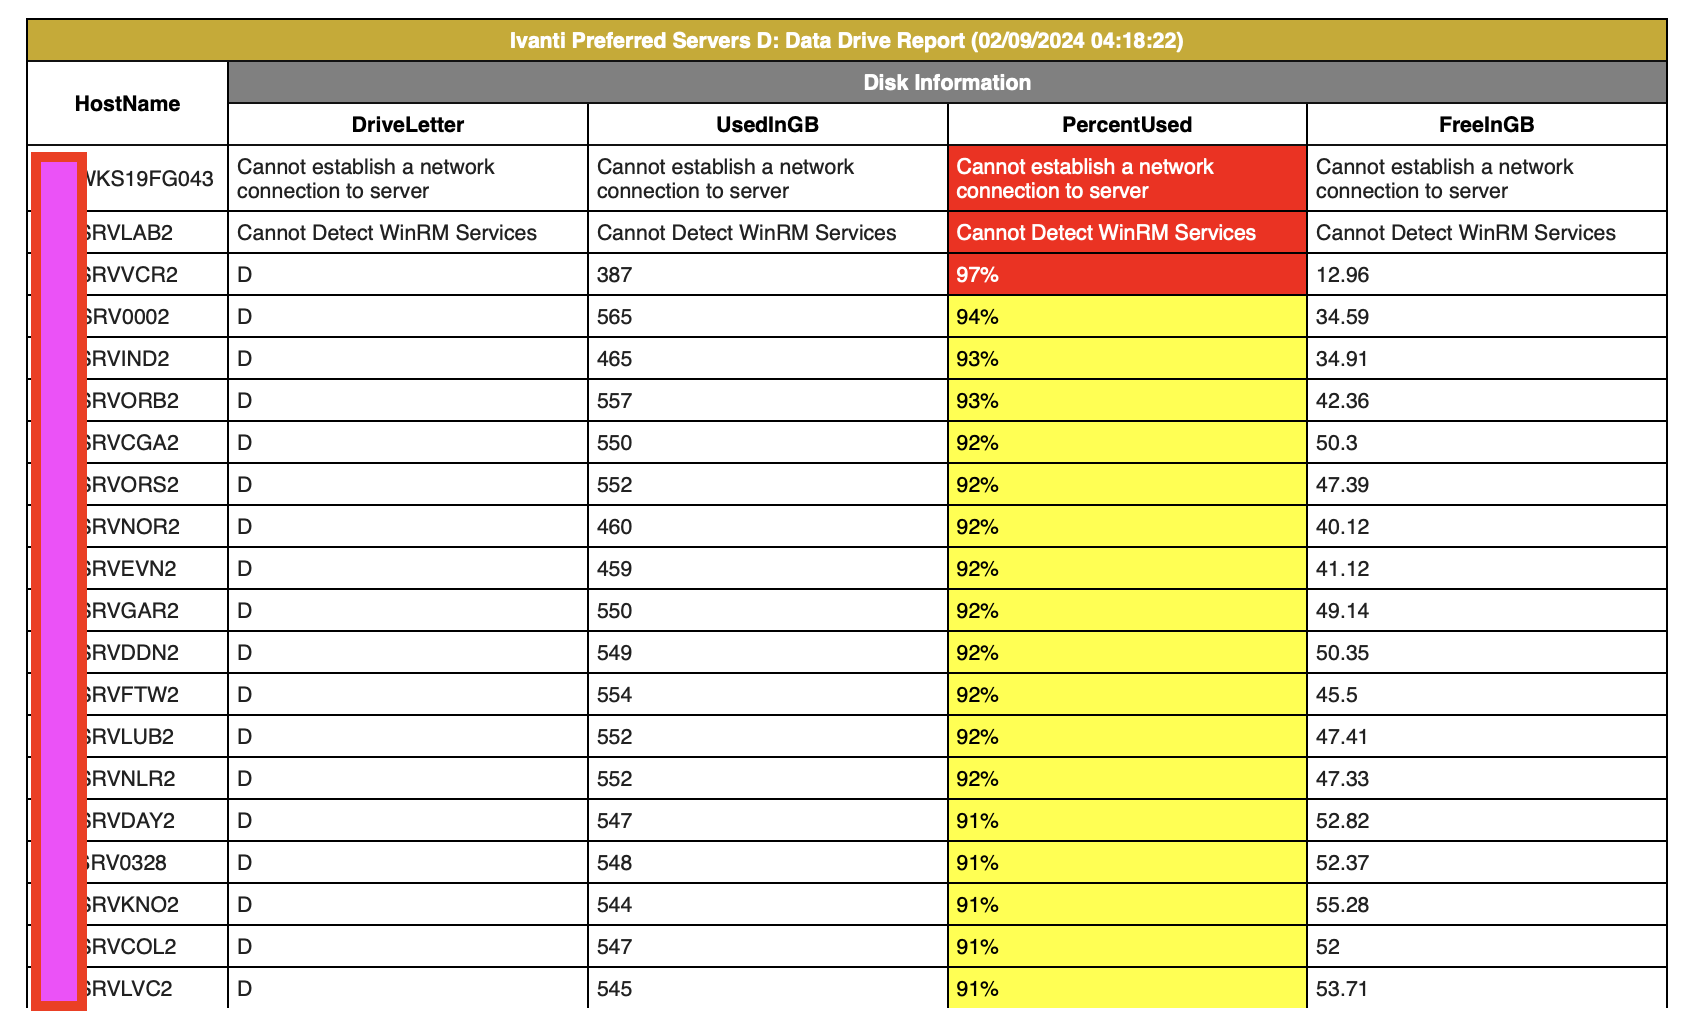 Ivanti Preferred Servers D: Data Drive Report (02/09/2024 04:18:22)
HostName
Disk Information
DriveLetter UsedInGB PercentUsed FreeInGB
WKS19FG043
Cannot establish a network
connection to server
Cannot establish a network
connection to server
Cannot establish a network
connection to server
Cannot establish a network
connection to server
SRVLAB2 Cannot Detect WinRM Services Cannot Detect WinRM Services Cannot Detect WinRM Services Cannot Detect WinRM Services
SRVVCR2 D 387 97% 12.96
SRV0002 D 565 94% 34.59
SRVIND2 D 465 93% 34.91
SRVORB2 D 557 93% 42.36
SRVCGA2 D 550 92% 50.3
SRVORS2 D 552 92% 47.39
SRVNOR2 D 460 92% 40.12
SRVEVN2 D 459 92% 41.12
SRVGAR2 D 550 92% 49.14
SRVDDN2 D 549 92% 50.35
SRVFTW2 D 554 92% 45.5
SRVLUB2 D 552 92% 47.41
SRVNLR2 D 552 92% 47.33
SRVDAY2 D 547 91% 52.82
SRV0328 D 548 91% 52.37
SRVKNO2 D 544 91% 55.28
SRVCOL2 D 547 91% 52
SRVLVC2 D 545 91% 53.71